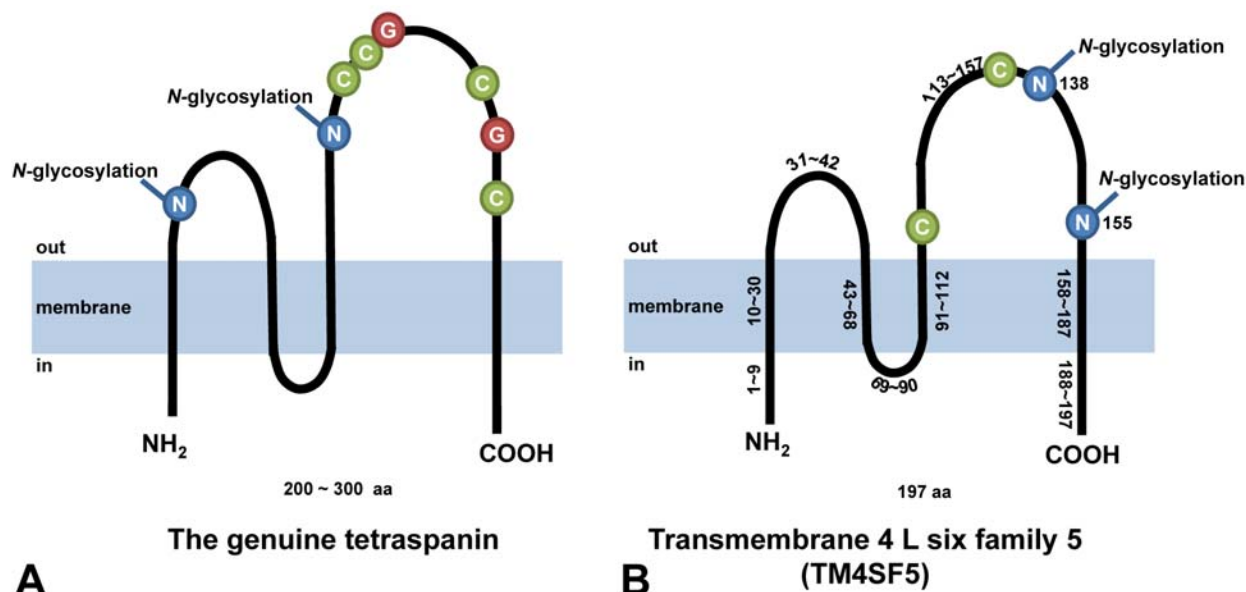 N-glycosylation
N-glycosylation
N
N
C
C
G
C
G
C
out
membrane
in
NH2
COOH
200 ~ 300 aa
The genuine tetraspanin
A
N-glycosylation
113~157
C
N
138
31~42
N-glycosylation
C
N
155
out
membrane
in
10~30
43~68
91~112
158~187
1~9
69~90
188~197
NH2
COOH
197 aa
Transmembrane 4 L six family 5
(TM4SF5)
B